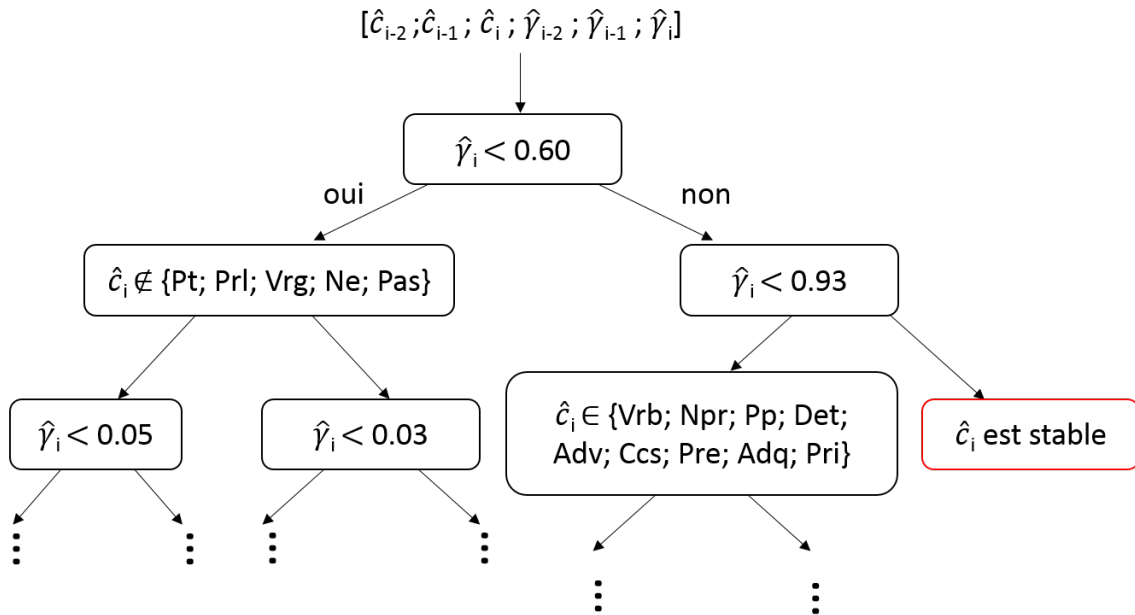 [ĉi-2 ;ĉi-1 ; ĉi ; γ̂i-2 ; γ̂i-1 ; γ̂i]
γ̂i < 0.60
oui
non
ĉi ∉ {Pt; Prl; Vrg; Ne; Pas}
γ̂i < 0.93
γ̂i < 0.05
γ̂i < 0.03
ĉi ∈ {Vrb; Npr; Pp; Det;
Adv; Ccs; Pre; Adq; Pri}
ĉi est stable